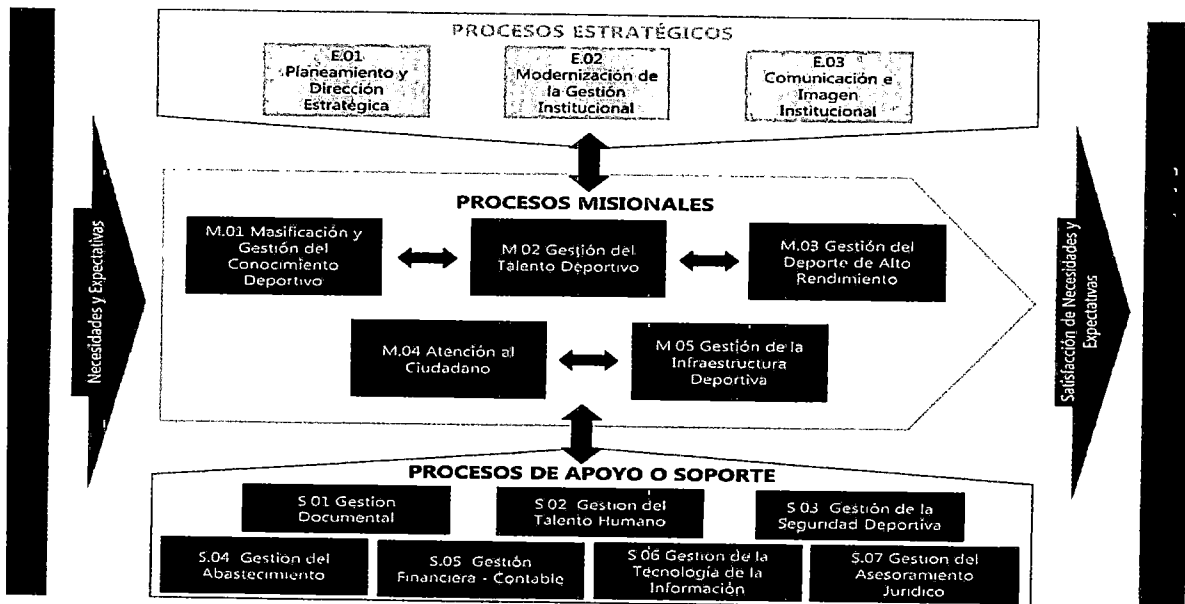 PROCESOS ESTRATÉGICOS
E.01
Planeamiento y
Dirección
Estratégica
E.02
Modernización de
la Gestión
Institucional
E.03
Comunicación e
Imagen
Institucional
Necesidades y Expectativas
PROCESOS MISIONALES
M.01 Masificación y
Gestión del
Conocimiento
Deportivo
M 02 Gestión del
Talento Deportivo
M.03 Gestión del
Deporte de Alto
Rendimiento
M.04 Atención al
Ciudadano
M 05 Gestión de la
Infraestructura
Deportiva
Satisfacción de Necesidades y
Expectativas
PROCESOS DE APOYO O SOPORTE
S 01 Gestion
Documental
S 02 Gestion del
Talento Humano
S 03 Gestión de la
Seguridad Deportiva
S.04 Gestión del
Abastecimiento
S.05 Gestión
Financiera - Contable
S 06 Gestion de la
Tecnología de la
Información
S.07 Gestion del
Asesoramiento
Jurídico